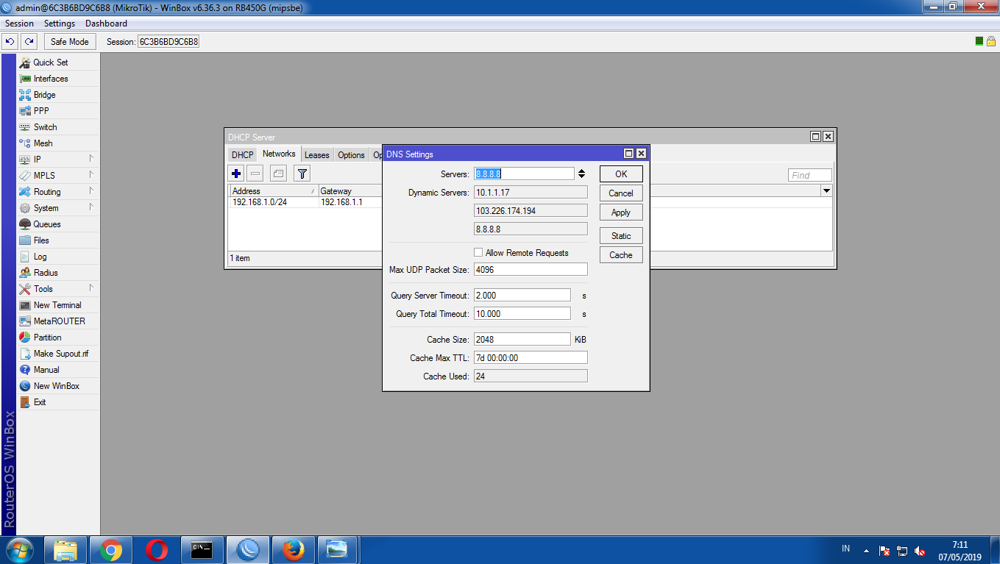 admin@6C3B6BD9C6B8 (MikroTik) - WinBox v6.36.3 on RB450G (mipsbe)
Session Settings Dashboard
Safe Mode Session: 6C3B6BD9C6B8
Quick Set
Interfaces
Bridge
PPP
Switch
Mesh
IP
MPLS
Routing
System
Queues
Files
Log
Radius
Tools
New Terminal
MetaROUTER
Partition
Make Supout.rif
Manual
New WinBox
Exit
RouterOS WinBox
DHCP Server
DHCP Networks Leases Options
Find
Address Gateway
192.168.1.0/24 192.168.1.1
1 item
DNS Settings
Servers: 8.8.8.8
Dynamic Servers: 10.1.1.17
103.226.174.194
8.8.8.8
Allow Remote Requests
Max UDP Packet Size: 4096
Query Server Timeout: 2.000 s
Query Total Timeout: 10.000 s
Cache Size: 2048 KiB
Cache Max TTL: 7d 00:00:00
Cache Used: 24
OK
Cancel
Apply
Static
Cache
IN
7:11
07/05/2019